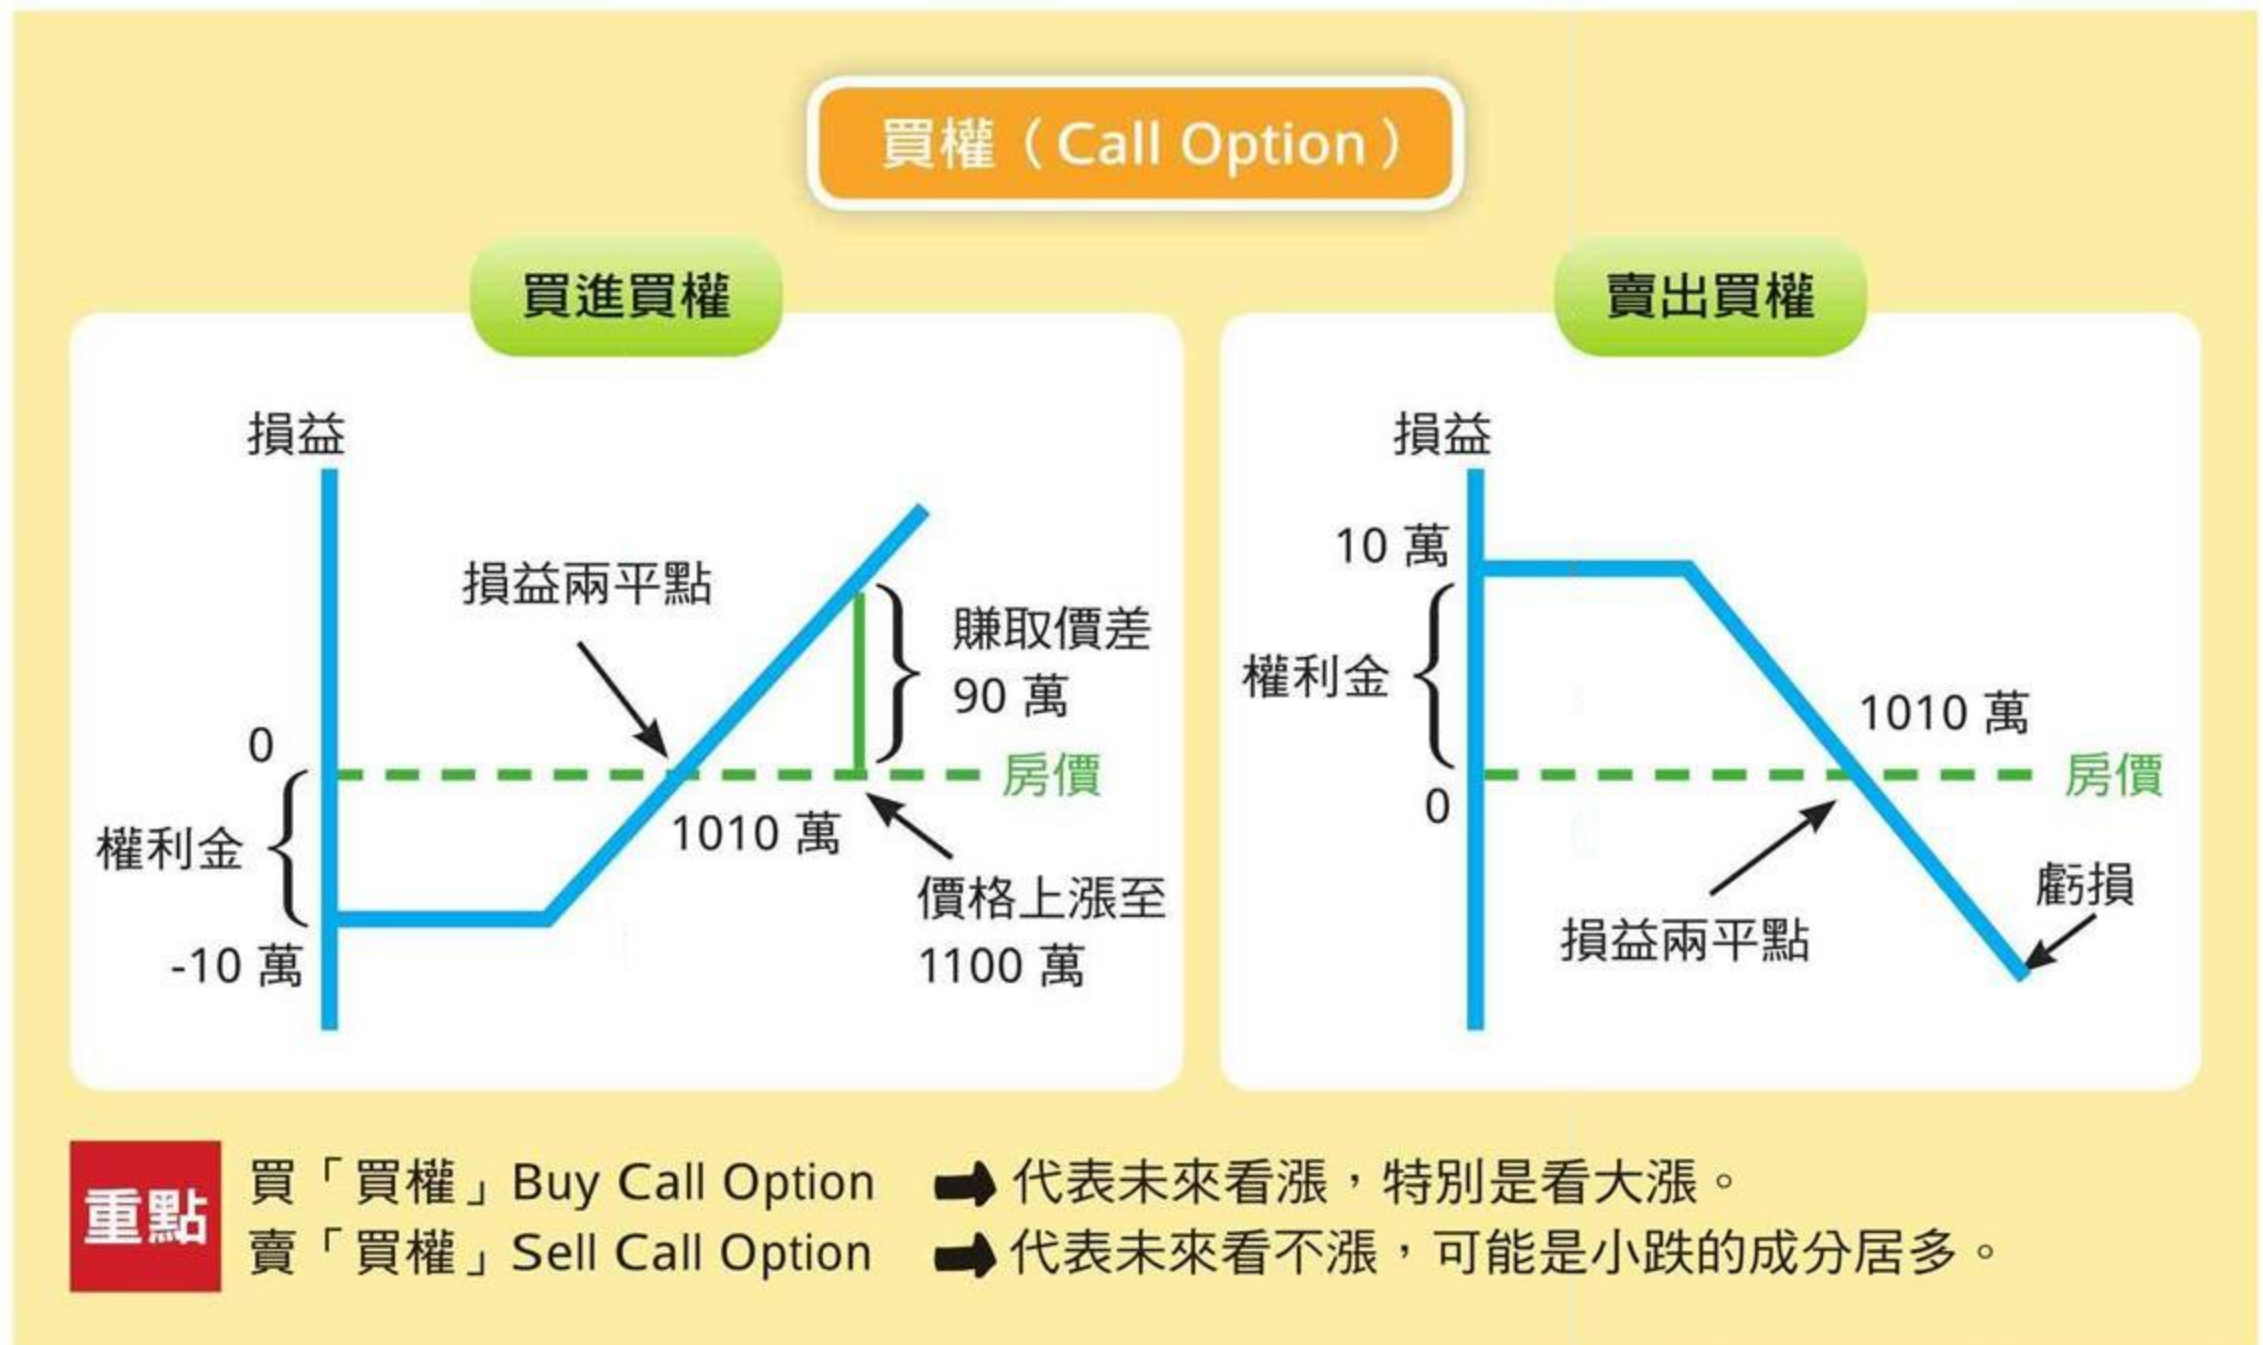 買權（Call Option）
買進買權
損益
損益兩平點
賺取價差
90 萬
0
房價
1010 萬
權利金
價格上漲至
1100 萬
-10 萬
賣出買權
損益
10 萬
權利金
1010 萬
房價
0
虧損
損益兩平點
重點
買「買權」Buy Call Option ➡ 代表未來看漲，特別是看大漲。
賣「買權」Sell Call Option ➡ 代表未來看不漲，可能是小跌的成分居多。